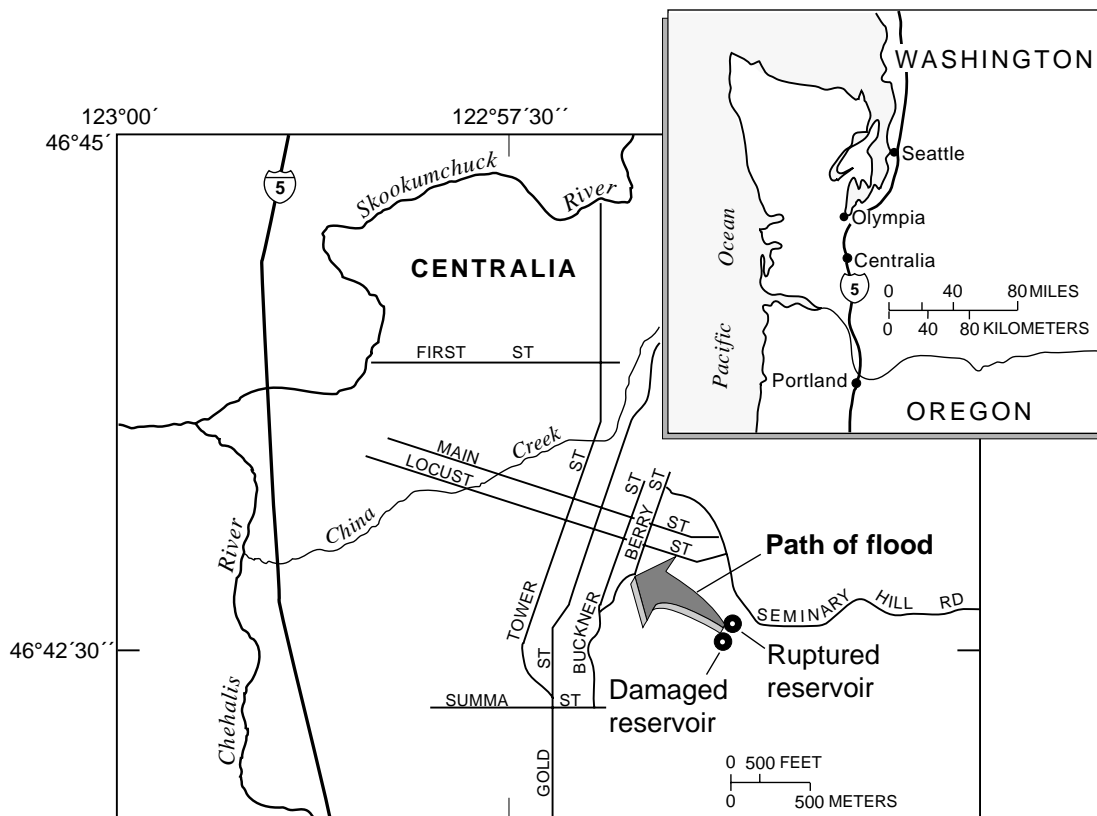 WASHINGTON
Seattle
Olympia
Centralia
5
0 40 80 MILES
0 40 80 KILOMETERS
Pacific Ocean
Portland
OREGON
123°00´
122°57´30´´
46°45´
5
Skookumchuck River
CENTRALIA
FIRST ST
China Creek
MAIN ST
LOCUST ST
TOWER ST
BUCKNER ST
BERRY ST
Path of flood
SEMINARY HILL RD
River
46°42´30´´
Ruptured
reservoir
Damaged
reservoir
Chehalis
SUMMA ST
GOLD ST
0 500 FEET
0 500 METERS